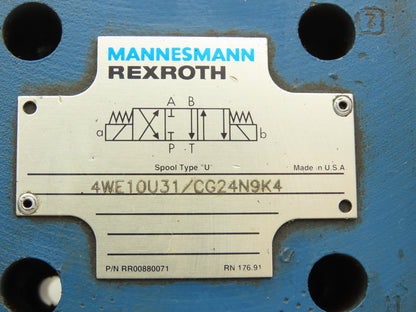 MANNESMANN
REXROTH
A B
a b
P T
Spool Type "U" Made in U.S.A
4WE10U31/CG24N9K4
P/N RR00880071 RN 176.91